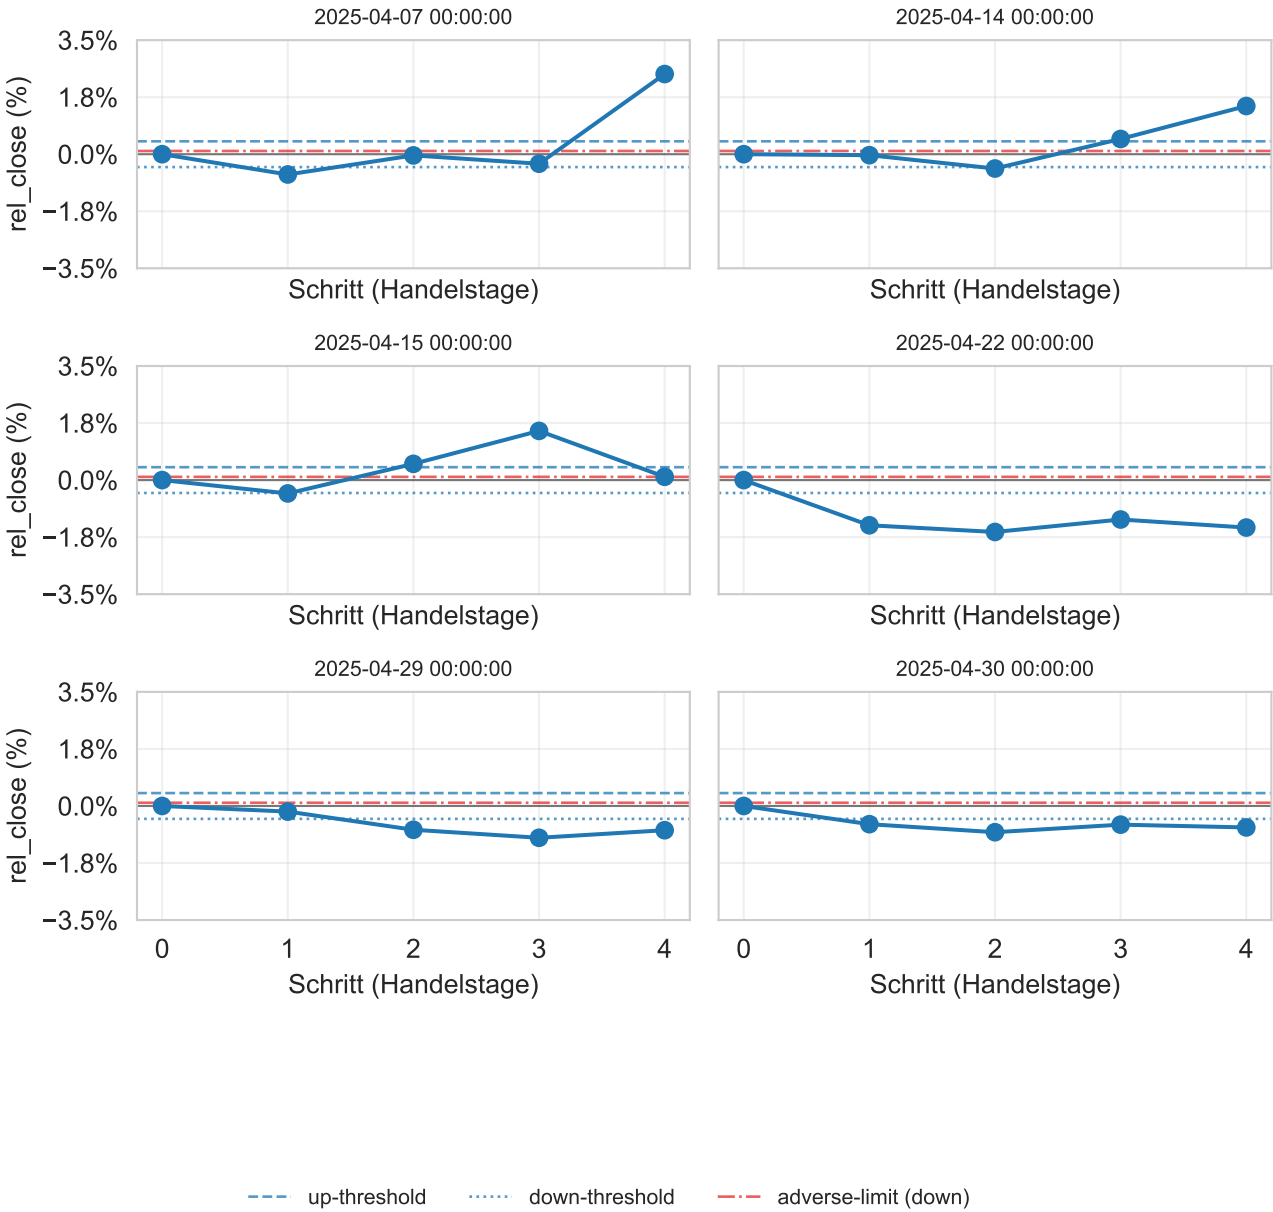 2025-04-07 00:00:00
2025-04-14 00:00:00
3.5%
1.8%
0.0%
−1.8%
−3.5%
rel_close (%)
Schritt (Handelstage)
Schritt (Handelstage)
2025-04-15 00:00:00
2025-04-22 00:00:00
3.5%
1.8%
0.0%
−1.8%
−3.5%
rel_close (%)
Schritt (Handelstage)
Schritt (Handelstage)
2025-04-29 00:00:00
2025-04-30 00:00:00
3.5%
1.8%
0.0%
−1.8%
−3.5%
rel_close (%)
0 1 2 3 4
0 1 2 3 4
Schritt (Handelstage)
Schritt (Handelstage)
up-threshold down-threshold adverse-limit (down)